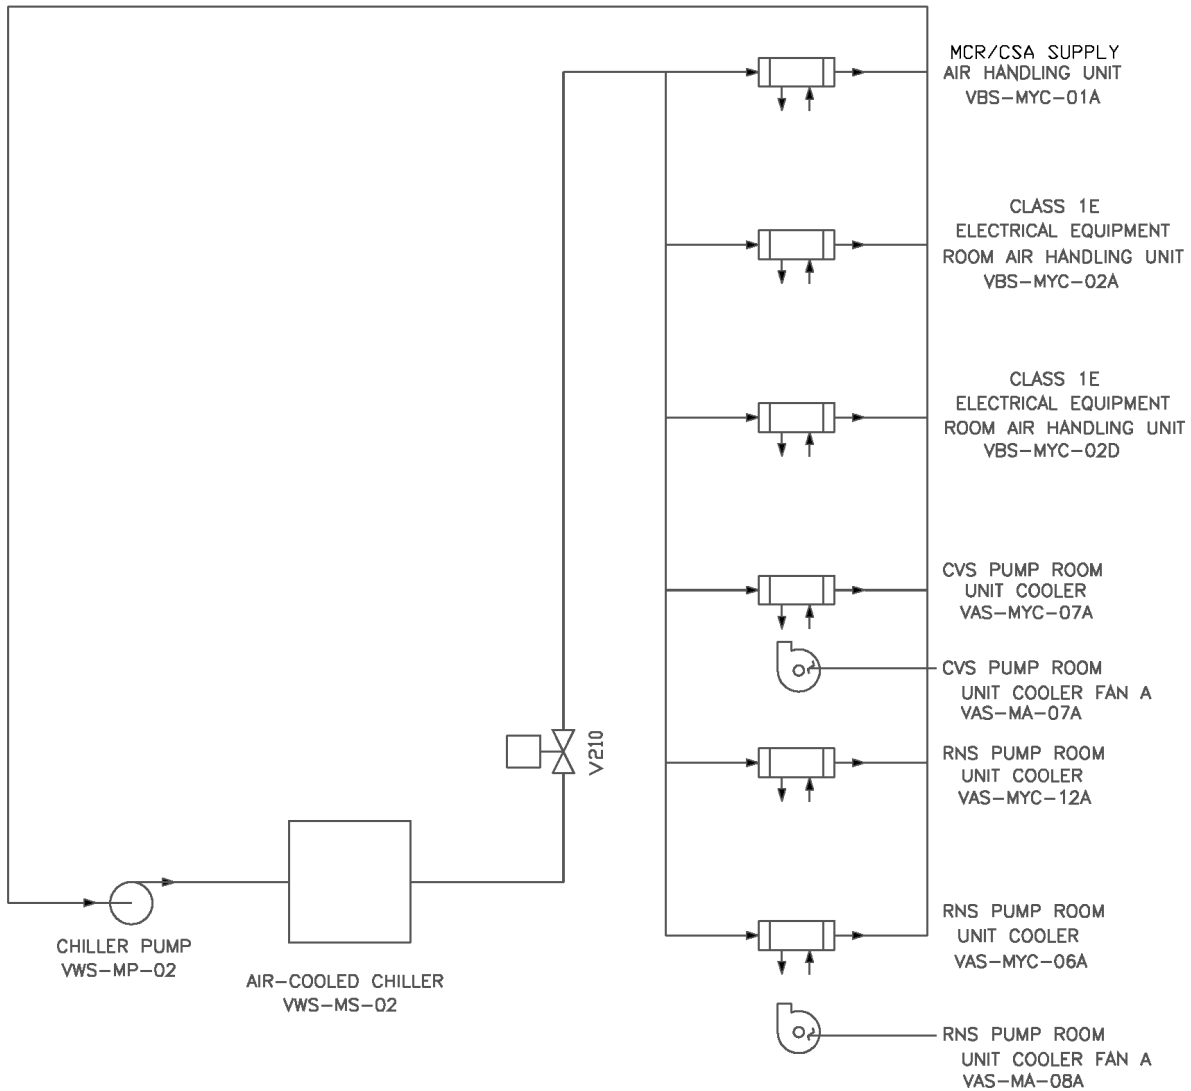 MCR/CSA SUPPLY
AIR HANDLING UNIT
VBS-MYC-01A
CLASS 1E
ELECTRICAL EQUIPMENT
ROOM AIR HANDLING UNIT
VBS-MYC-02A
CLASS 1E
ELECTRICAL EQUIPMENT
ROOM AIR HANDLING UNIT
VBS-MYC-02D
CVS PUMP ROOM
UNIT COOLER
VAS-MYC-07A
CVS PUMP ROOM
UNIT COOLER FAN A
VAS-MA-07A
V210
RNS PUMP ROOM
UNIT COOLER
VAS-MYC-12A
RNS PUMP ROOM
UNIT COOLER
VAS-MYC-06A
CHILLER PUMP
VWS-MP-02
AIR-COOLED CHILLER
VWS-MS-02
RNS PUMP ROOM
UNIT COOLER FAN A
VAS-MA-08A